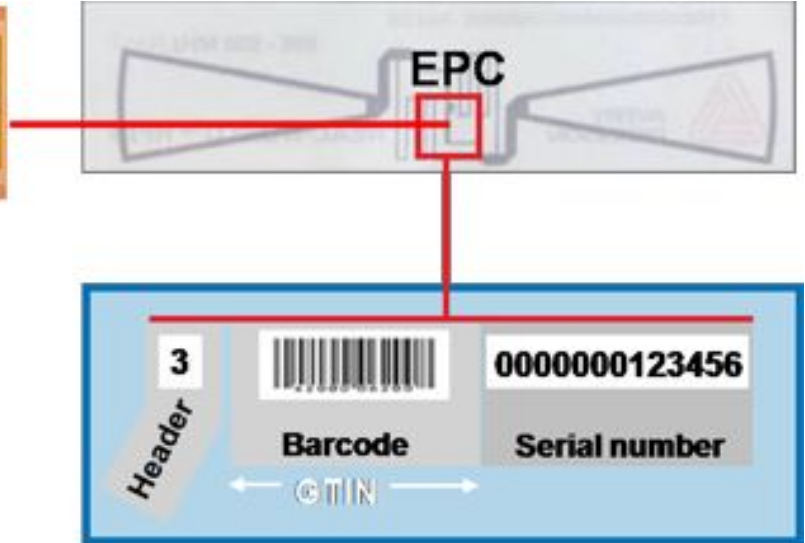 EPC
3
0000000123456
Header
Barcode
Serial number
GTIN